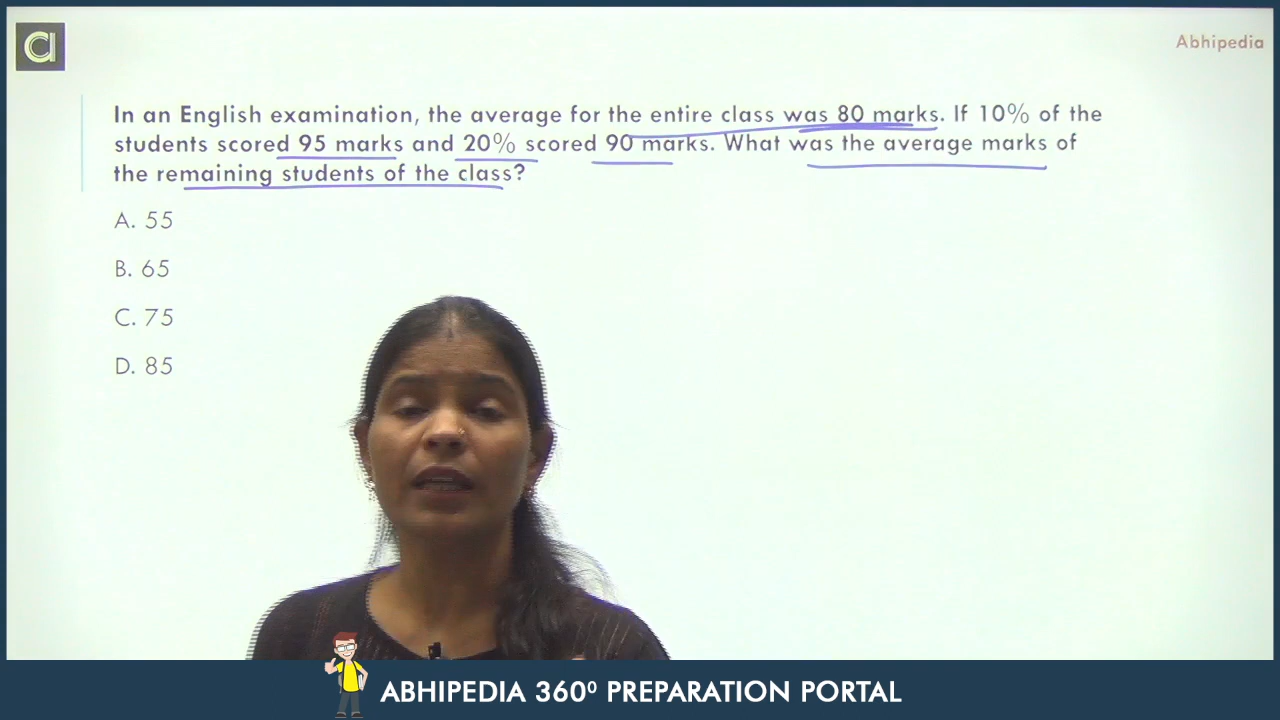 Abhipedia
In an English examination, the average for the entire class was 80 marks. If 10% of the
students scored 95 marks and 20% scored 90 marks. What was the average marks of
the remaining students of the class?
A. 55
B. 65
C. 75
D. 85
ABHIPEDIA 360⁰ PREPARATION PORTAL